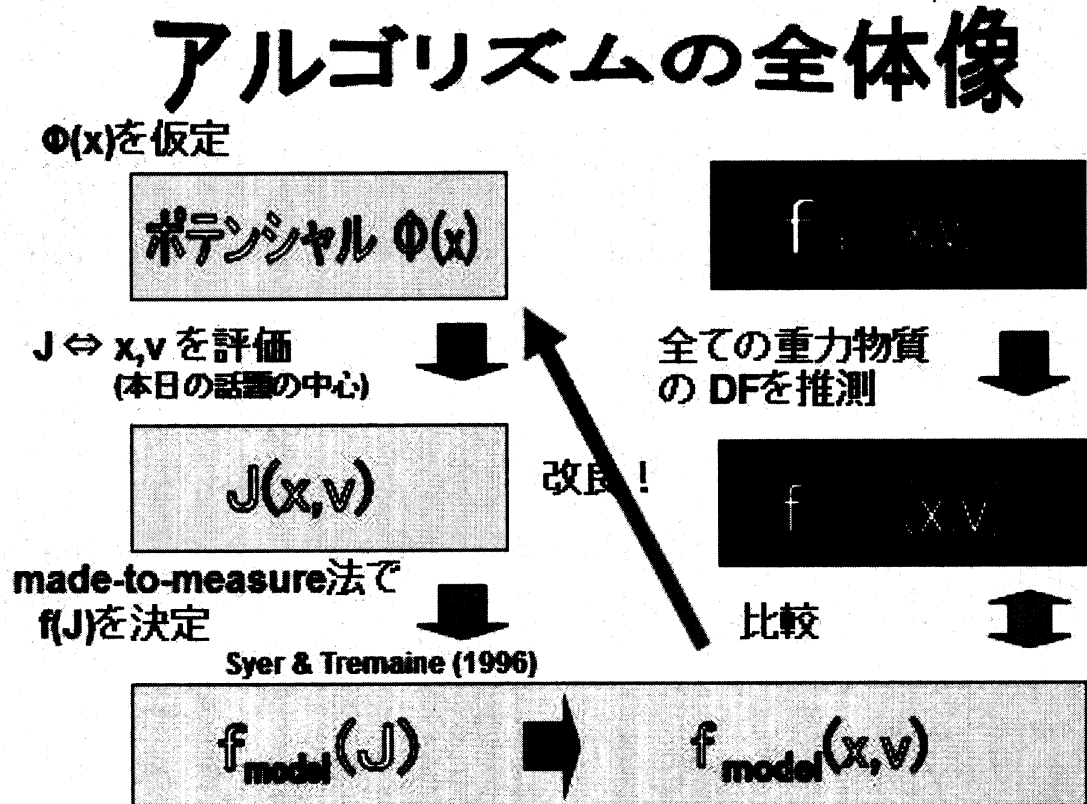 アルゴリズムの全体像
Φ(x)を仮定
ポテンシャル Φ(x)
J ⇔ x,v を評価
(本日の話題の中心)
J(x,v)
made-to-measure法で
f(J)を決定
Syer & Tremaine (1996)
f
全ての重力物質
の DFを推測
改良!
f (x,v)
比較
f model(J)
f model(x,v)